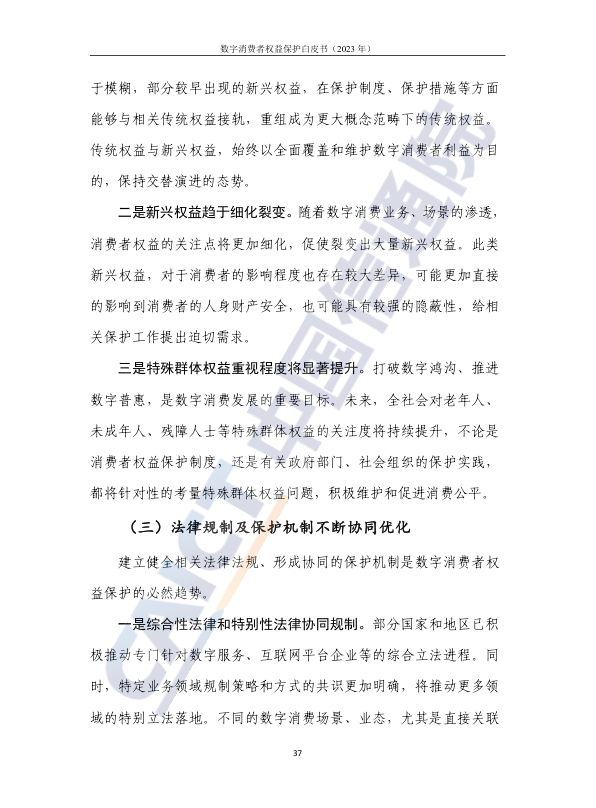 数字消费者权益保护白皮书（2023 年）
于模糊，部分较早出现的新兴权益，在保护制度、保护措施等方面
能够与相关传统权益接轨，重组成为更大概念范畴下的传统权益。
传统权益与新兴权益，始终以全面覆盖和维护数字消费者利益为目
的，保持交替演进的态势。
二是新兴权益趋于细化裂变。随着数字消费业务、场景的渗透，
消费者权益的关注点将更加细化，促使裂变出大量新兴权益。此类
新兴权益，对于消费者的影响程度也存在较大差异，可能更加直接
的影响到消费者的人身财产安全，也可能具有较强的隐蔽性，给相
关保护工作提出迫切需求。
三是特殊群体权益重视程度将显著提升。打破数字鸿沟、推进
数字普惠，是数字消费发展的重要目标。未来，全社会对老年人、
未成年人、残障人士等特殊群体权益的关注度将持续提升，不论是
消费者权益保护制度，还是有关政府部门、社会组织的保护实践，
都将针对性的考量特殊群体权益问题，积极维护和促进消费公平。
（三）法律规制及保护机制不断协同优化
建立健全相关法律法规、形成协同的保护机制是数字消费者权
益保护的必然趋势。
一是综合性法律和特别性法律协同规制。部分国家和地区已积
极推动专门针对数字服务、互联网平台企业等的综合立法进程。同
时，特定业务领域规制策略和方式的共识更加明确，将推动更多领
域的特别立法落地。不同的数字消费场景、业态，尤其是直接关联
37
CAICT 中国信通院